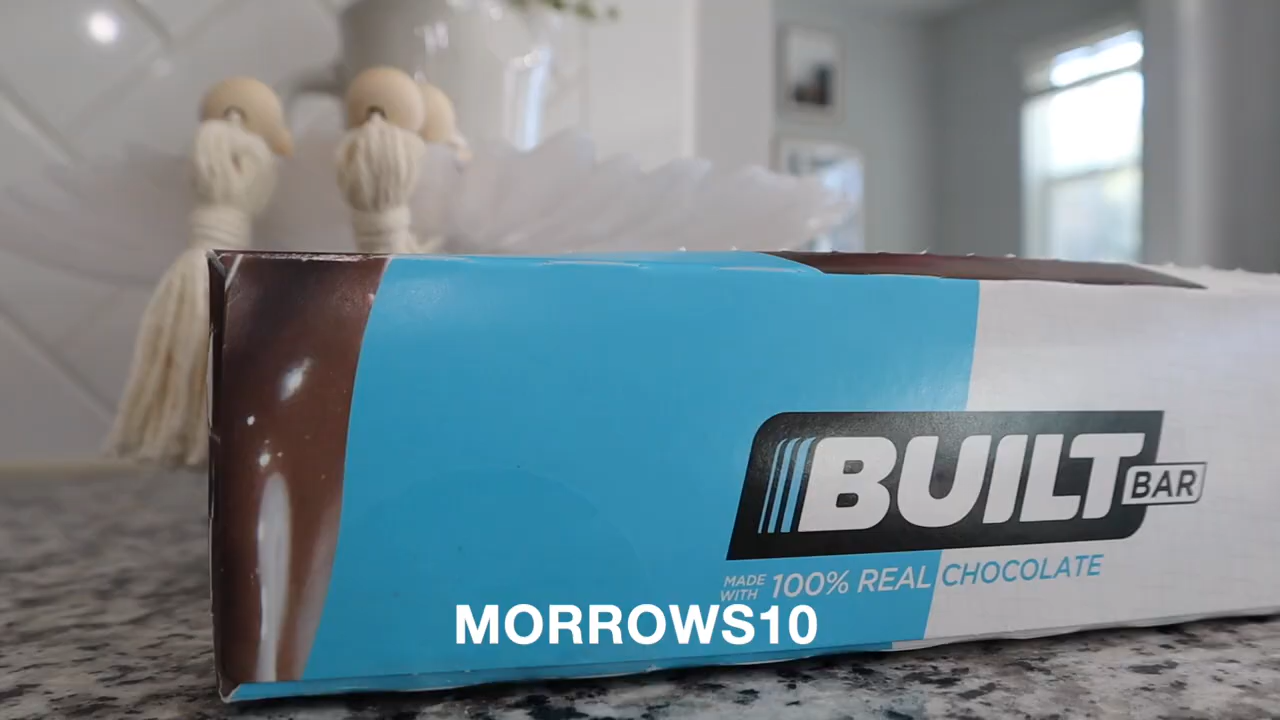 BUILT
BAR
MADE WITH 100% REAL CHOCOLATE
MORROWS10